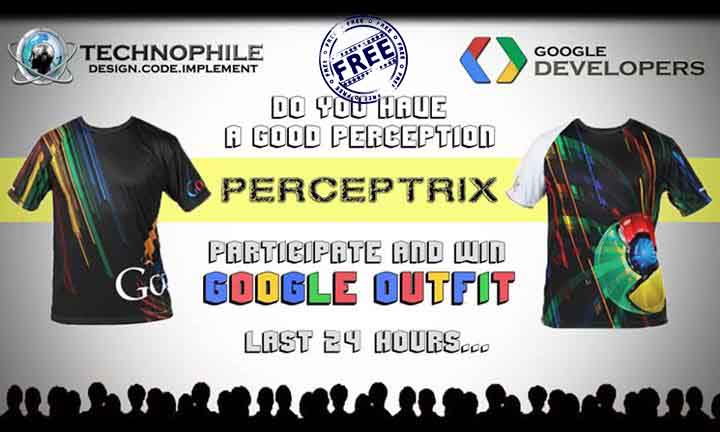 TECHNOPHILE
DESIGN.CODE.IMPLEMENT
FREE
GOOGLE
DEVELOPERS
DO YOU HAVE
A GOOD PERCEPTION
PERCEPTRIX
PARTICIPATE AND WIN
GOOGLE OUTFIT
LAST 24 HOURS...
Go